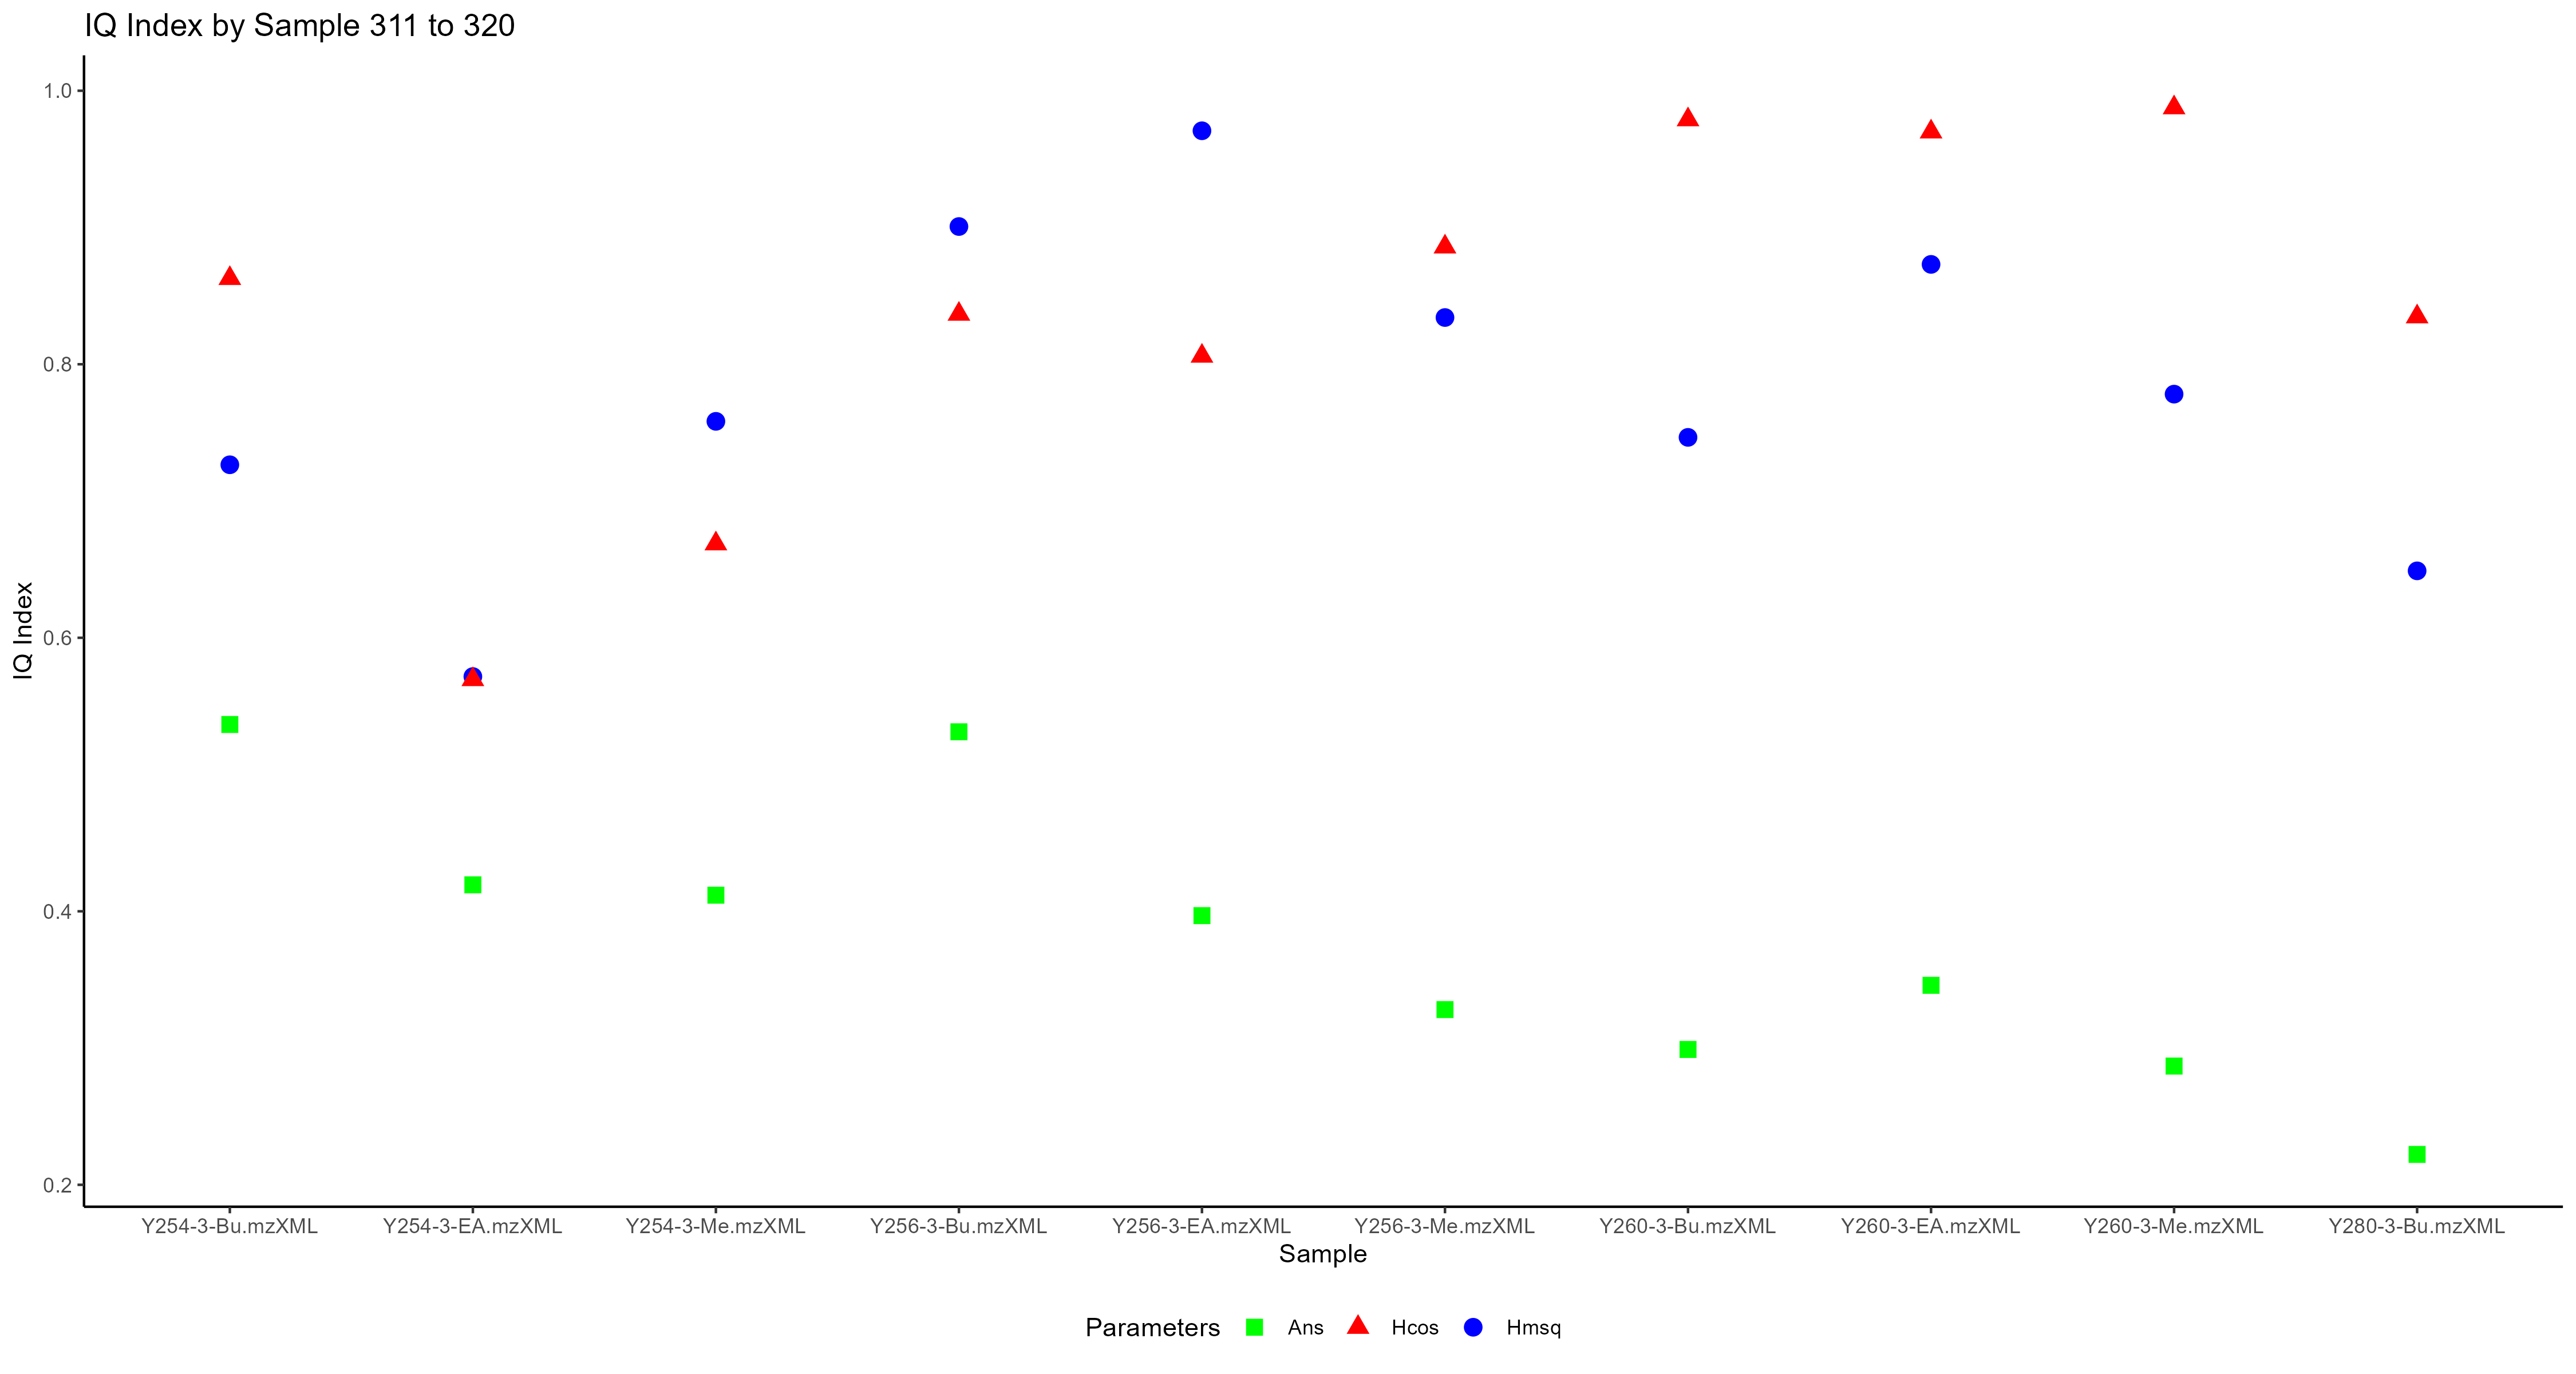 IQ Index by Sample 311 to 320
1.0
0.8
0.6
0.4
0.2
IQ Index
Y254-3-Bu.mzXML Y254-3-EA.mzXML Y254-3-Me.mzXML Y256-3-Bu.mzXML Y256-3-EA.mzXML Y256-3-Me.mzXML Y260-3-Bu.mzXML Y260-3-EA.mzXML Y260-3-Me.mzXML Y280-3-Bu.mzXML
Sample
Parameters Ans Hcos Hmsq